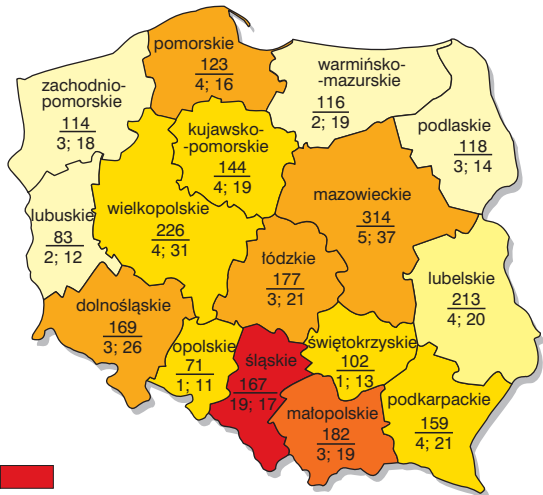 pomorskie
123
4; 16
zachodnio-
pomorskie
114
3; 18
warmińsko-
-mazurskie
116
2; 19
podlaskie
118
3; 14
kujawsko-
-pomorskie
144
4; 19
lubuskie
83
2; 12
wielkopolskie
226
4; 31
mazowieckie
314
5; 37
łódzkie
177
3; 21
lubelskie
213
4; 20
dolnośląskie
169
3; 26
opolskie
71
1; 11
śląskie
167
19; 17
świętokrzyskie
102
1; 13
małopolskie
182
3; 19
podkarpackie
159
4; 21